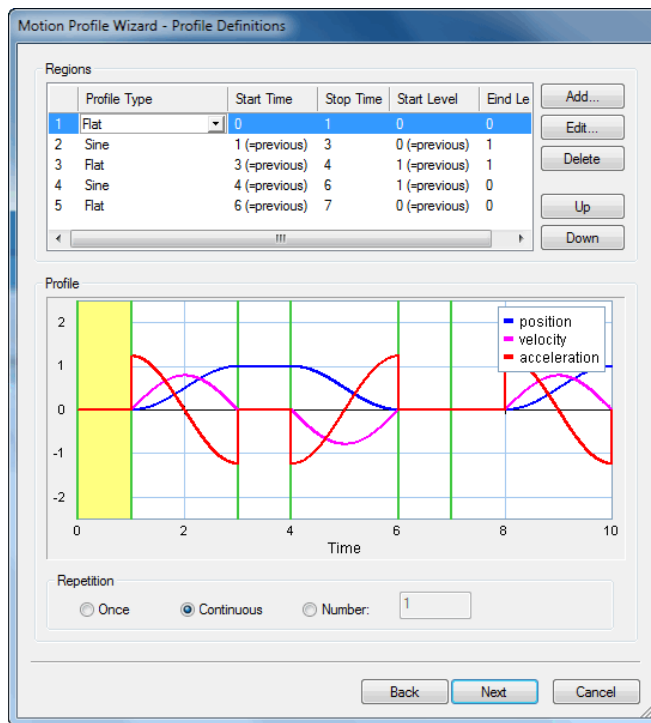 Motion Profile Wizard - Profile Definitions
Regions
Profile Type Start Time Stop Time Start Level Eind Le
1 Flat 0 1 0 0
2 Sine 1 (=previous) 3 0 (=previous) 1
3 Flat 3 (=previous) 4 1 (=previous) 1
4 Sine 4 (=previous) 6 1 (=previous) 0
5 Flat 6 (=previous) 7 0 (=previous) 0
Add...
Edit...
Delete
Up
Down
Profile
position
velocity
acceleration
2
1
0
-1
-2
0 2 4 6 8 10
Time
Repetition
Once Continuous Number: 1
Back Next Cancel